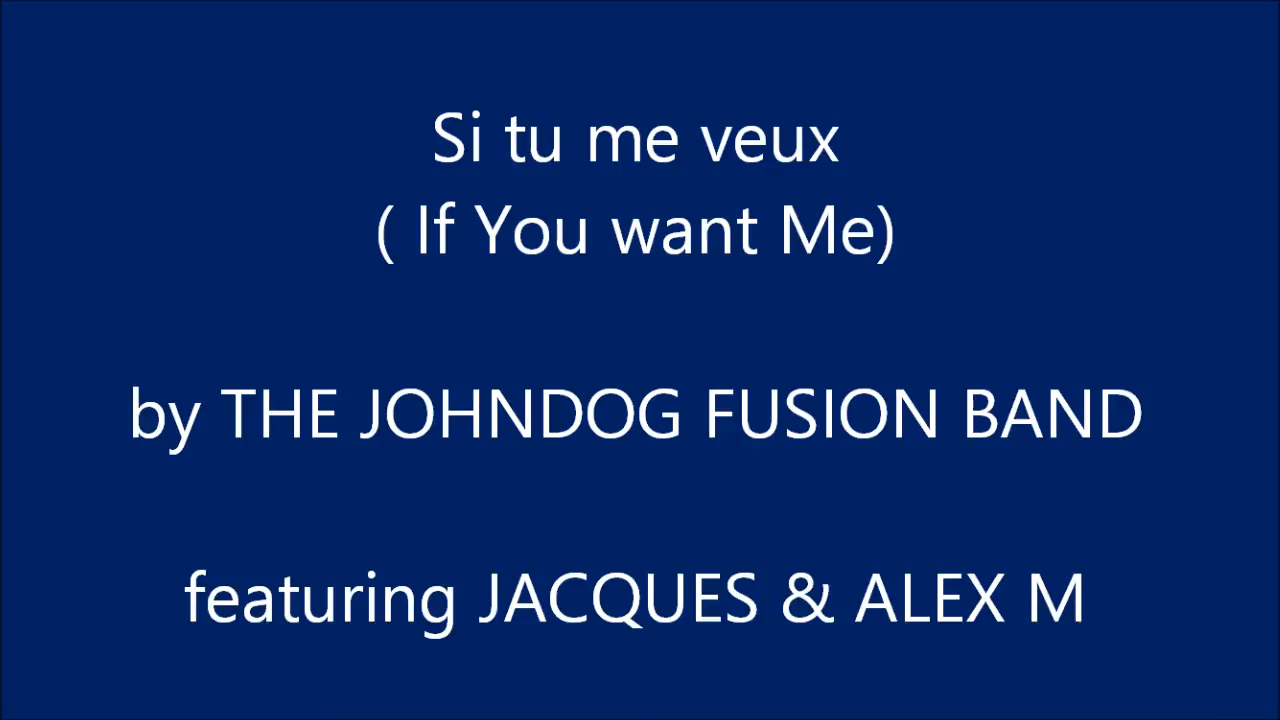 Si tu me veux
( If You want Me)
by THE JOHNDOG FUSION BAND
featuring JACQUES & ALEX M